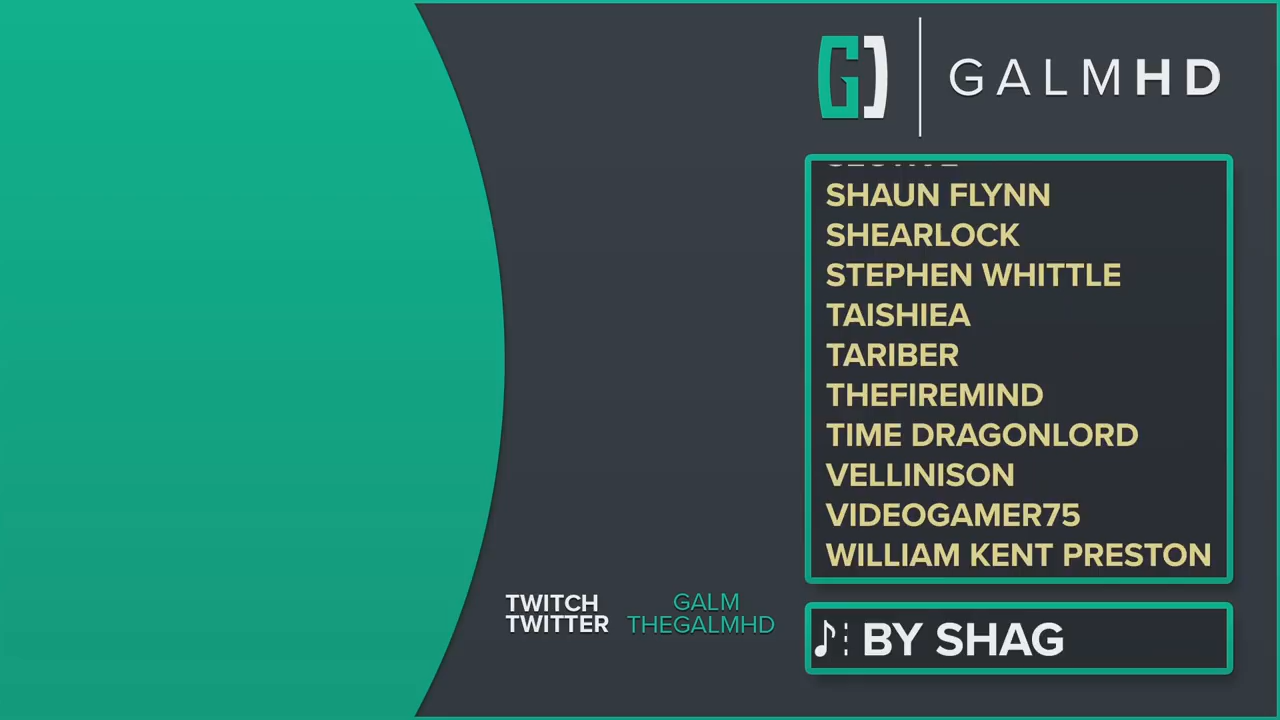 GALMHD
SHAUN FLYNN
SHEARLOCK
STEPHEN WHITTLE
TAISHIEA
TARIBER
THEFIREMIND
TIME DRAGONLORD
VELLINISON
VIDEOGAMER75
WILLIAM KENT PRESTON
TWITCH GALM
TWITTER THEGALMHD
BY SHAG